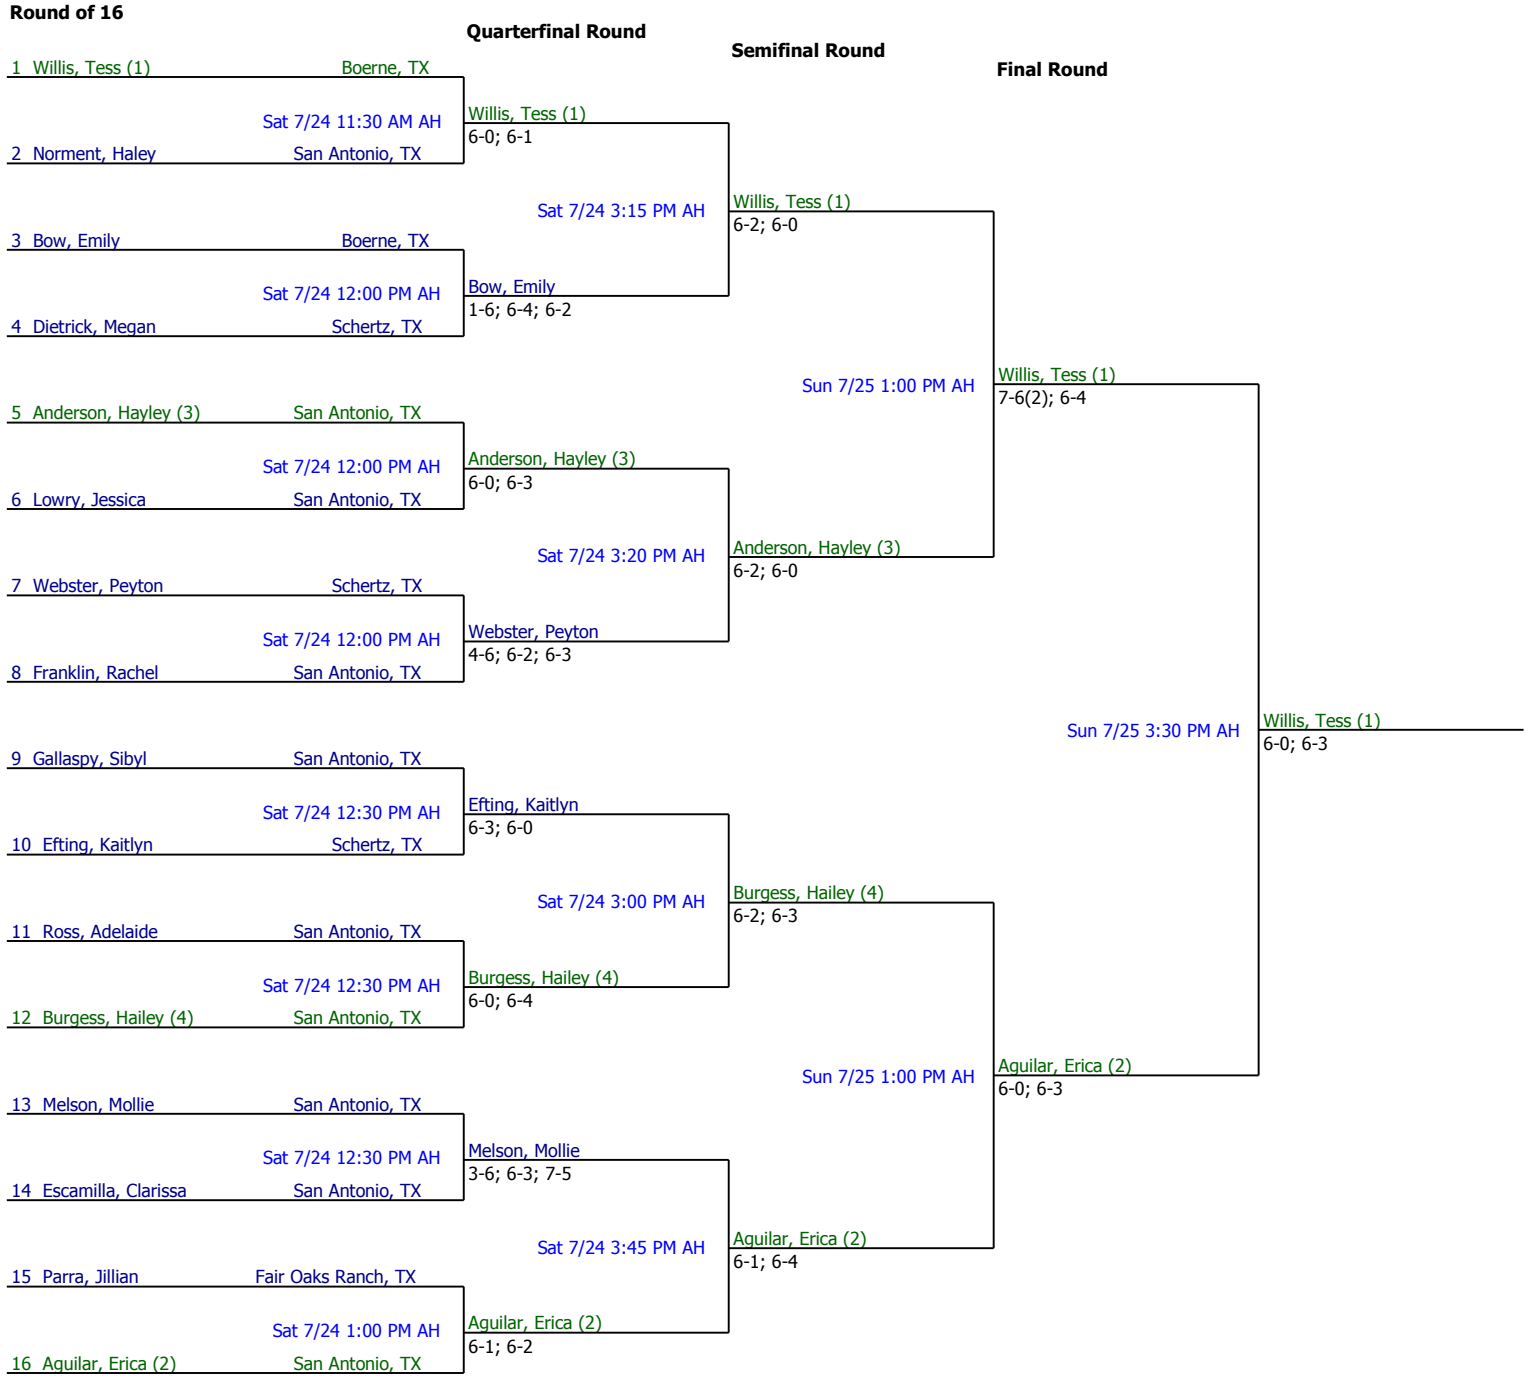 Round of 16
Quarterfinal Round
Semifinal Round
Final Round
1 Willis, Tess (1) Boerne, TX
Sat 7/24 11:30 AM AH
2 Norment, Haley San Antonio, TX
3 Bow, Emily Boerne, TX
Sat 7/24 12:00 PM AH
4 Dietrick, Megan Schertz, TX
5 Anderson, Hayley (3) San Antonio, TX
Sat 7/24 12:00 PM AH
6 Lowry, Jessica San Antonio, TX
7 Webster, Peyton Schertz, TX
Sat 7/24 12:00 PM AH
8 Franklin, Rachel San Antonio, TX
9 Gallaspy, Sibyl San Antonio, TX
Sat 7/24 12:30 PM AH
10 Efting, Kaitlyn Schertz, TX
11 Ross, Adelaide San Antonio, TX
Sat 7/24 12:30 PM AH
12 Burgess, Hailey (4) San Antonio, TX
13 Melson, Mollie San Antonio, TX
Sat 7/24 12:30 PM AH
14 Escamilla, Clarissa San Antonio, TX
15 Parra, Jillian Fair Oaks Ranch, TX
Sat 7/24 1:00 PM AH
16 Aguilar, Erica (2) San Antonio, TX
Willis, Tess (1)
6-0; 6-1
Sat 7/24 3:15 PM AH
Bow, Emily
1-6; 6-4; 6-2
Anderson, Hayley (3)
6-0; 6-3
Sat 7/24 3:20 PM AH
Webster, Peyton
4-6; 6-2; 6-3
Efting, Kaitlyn
6-3; 6-0
Sat 7/24 3:00 PM AH
Burgess, Hailey (4)
6-0; 6-4
Melson, Mollie
3-6; 6-3; 7-5
Sat 7/24 3:45 PM AH
Aguilar, Erica (2)
6-1; 6-2
Willis, Tess (1)
6-2; 6-0
Sun 7/25 1:00 PM AH
Anderson, Hayley (3)
6-2; 6-0
Burgess, Hailey (4)
6-2; 6-3
Sun 7/25 1:00 PM AH
Aguilar, Erica (2)
6-1; 6-4
Willis, Tess (1)
7-6(2); 6-4
Sun 7/25 3:30 PM AH
Aguilar, Erica (2)
6-0; 6-3
Willis, Tess (1)
6-0; 6-3